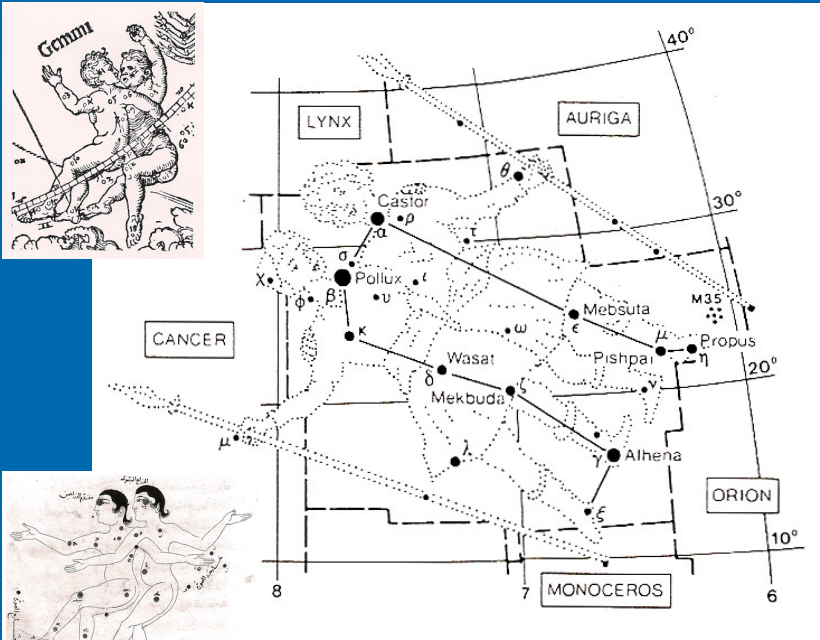 Gemini
40°
LYNX
AURIGA
θ
Castor
ρ
α
30°
τ
σ
χ
Pollux
ι
β
υ
φ
M35
Mebsuta
ω
ε
κ
μ
Propus
CANCER
Pishpai
η
Wasat
20°
δ
ζ
ν
Mekbuda
μ
λ
γ
Alhena
ORION
ξ
10°
8
7
MONOCEROS
6